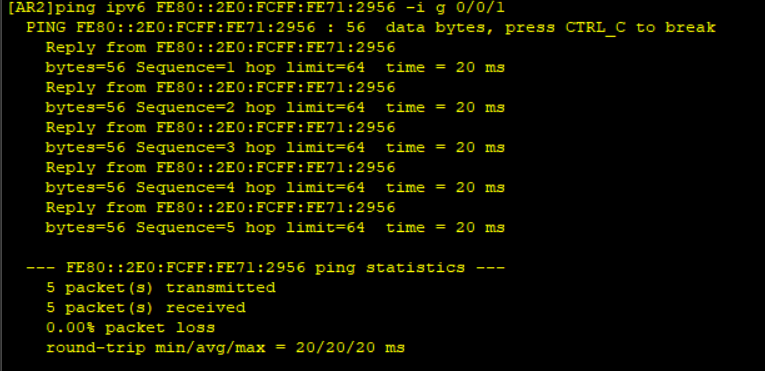 [AR2]ping ipv6 FE80::2E0:FCFF:FE71:2956 -i g 0/0/1
PING FE80::2E0:FCFF:FE71:2956 : 56  data bytes, press CTRL_C to break
Reply from FE80::2E0:FCFF:FE71:2956
bytes=56 Sequence=1 hop limit=64  time = 20 ms
Reply from FE80::2E0:FCFF:FE71:2956
bytes=56 Sequence=2 hop limit=64  time = 20 ms
Reply from FE80::2E0:FCFF:FE71:2956
bytes=56 Sequence=3 hop limit=64  time = 20 ms
Reply from FE80::2E0:FCFF:FE71:2956
bytes=56 Sequence=4 hop limit=64  time = 20 ms
Reply from FE80::2E0:FCFF:FE71:2956
bytes=56 Sequence=5 hop limit=64  time = 20 ms
--- FE80::2E0:FCFF:FE71:2956 ping statistics ---
5 packet(s) transmitted
5 packet(s) received
0.00% packet loss
round-trip min/avg/max = 20/20/20 ms